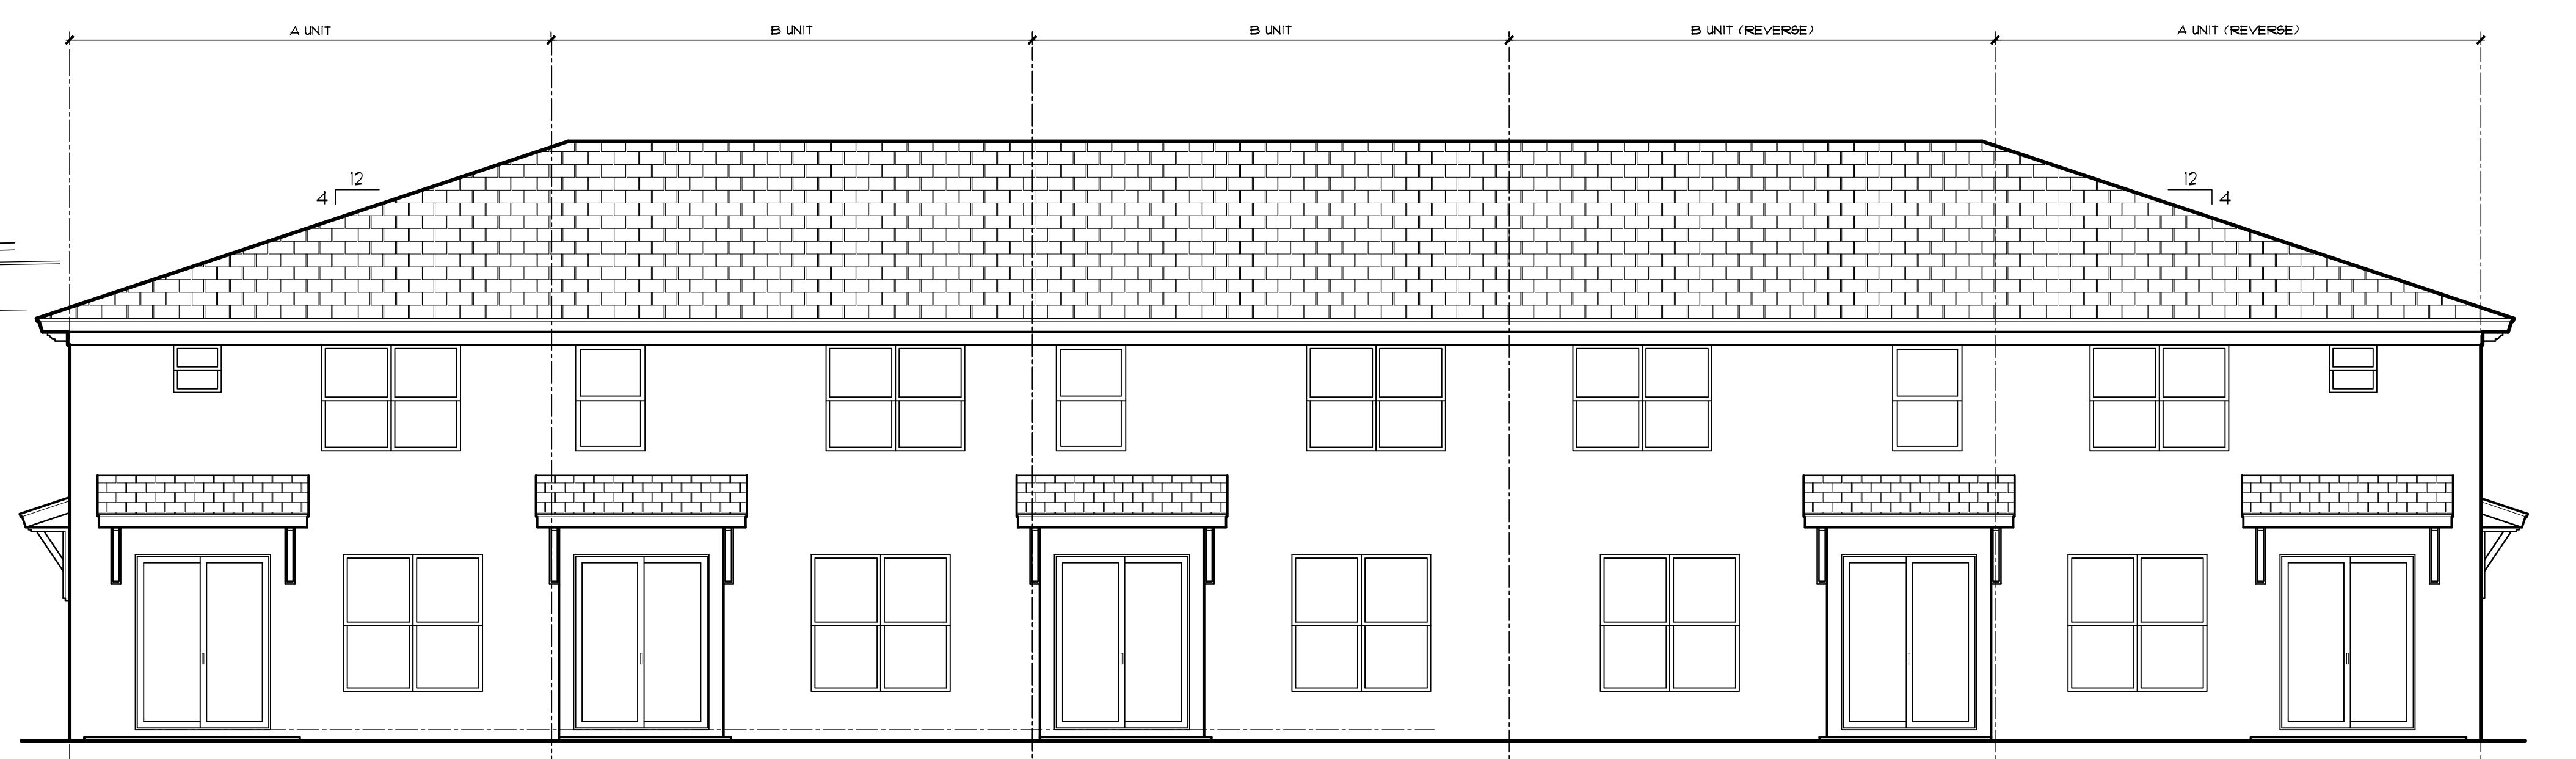 A UNIT
B UNIT
B UNIT
B UNIT (REVERSE)
A UNIT (REVERSE)
12
4
12
4